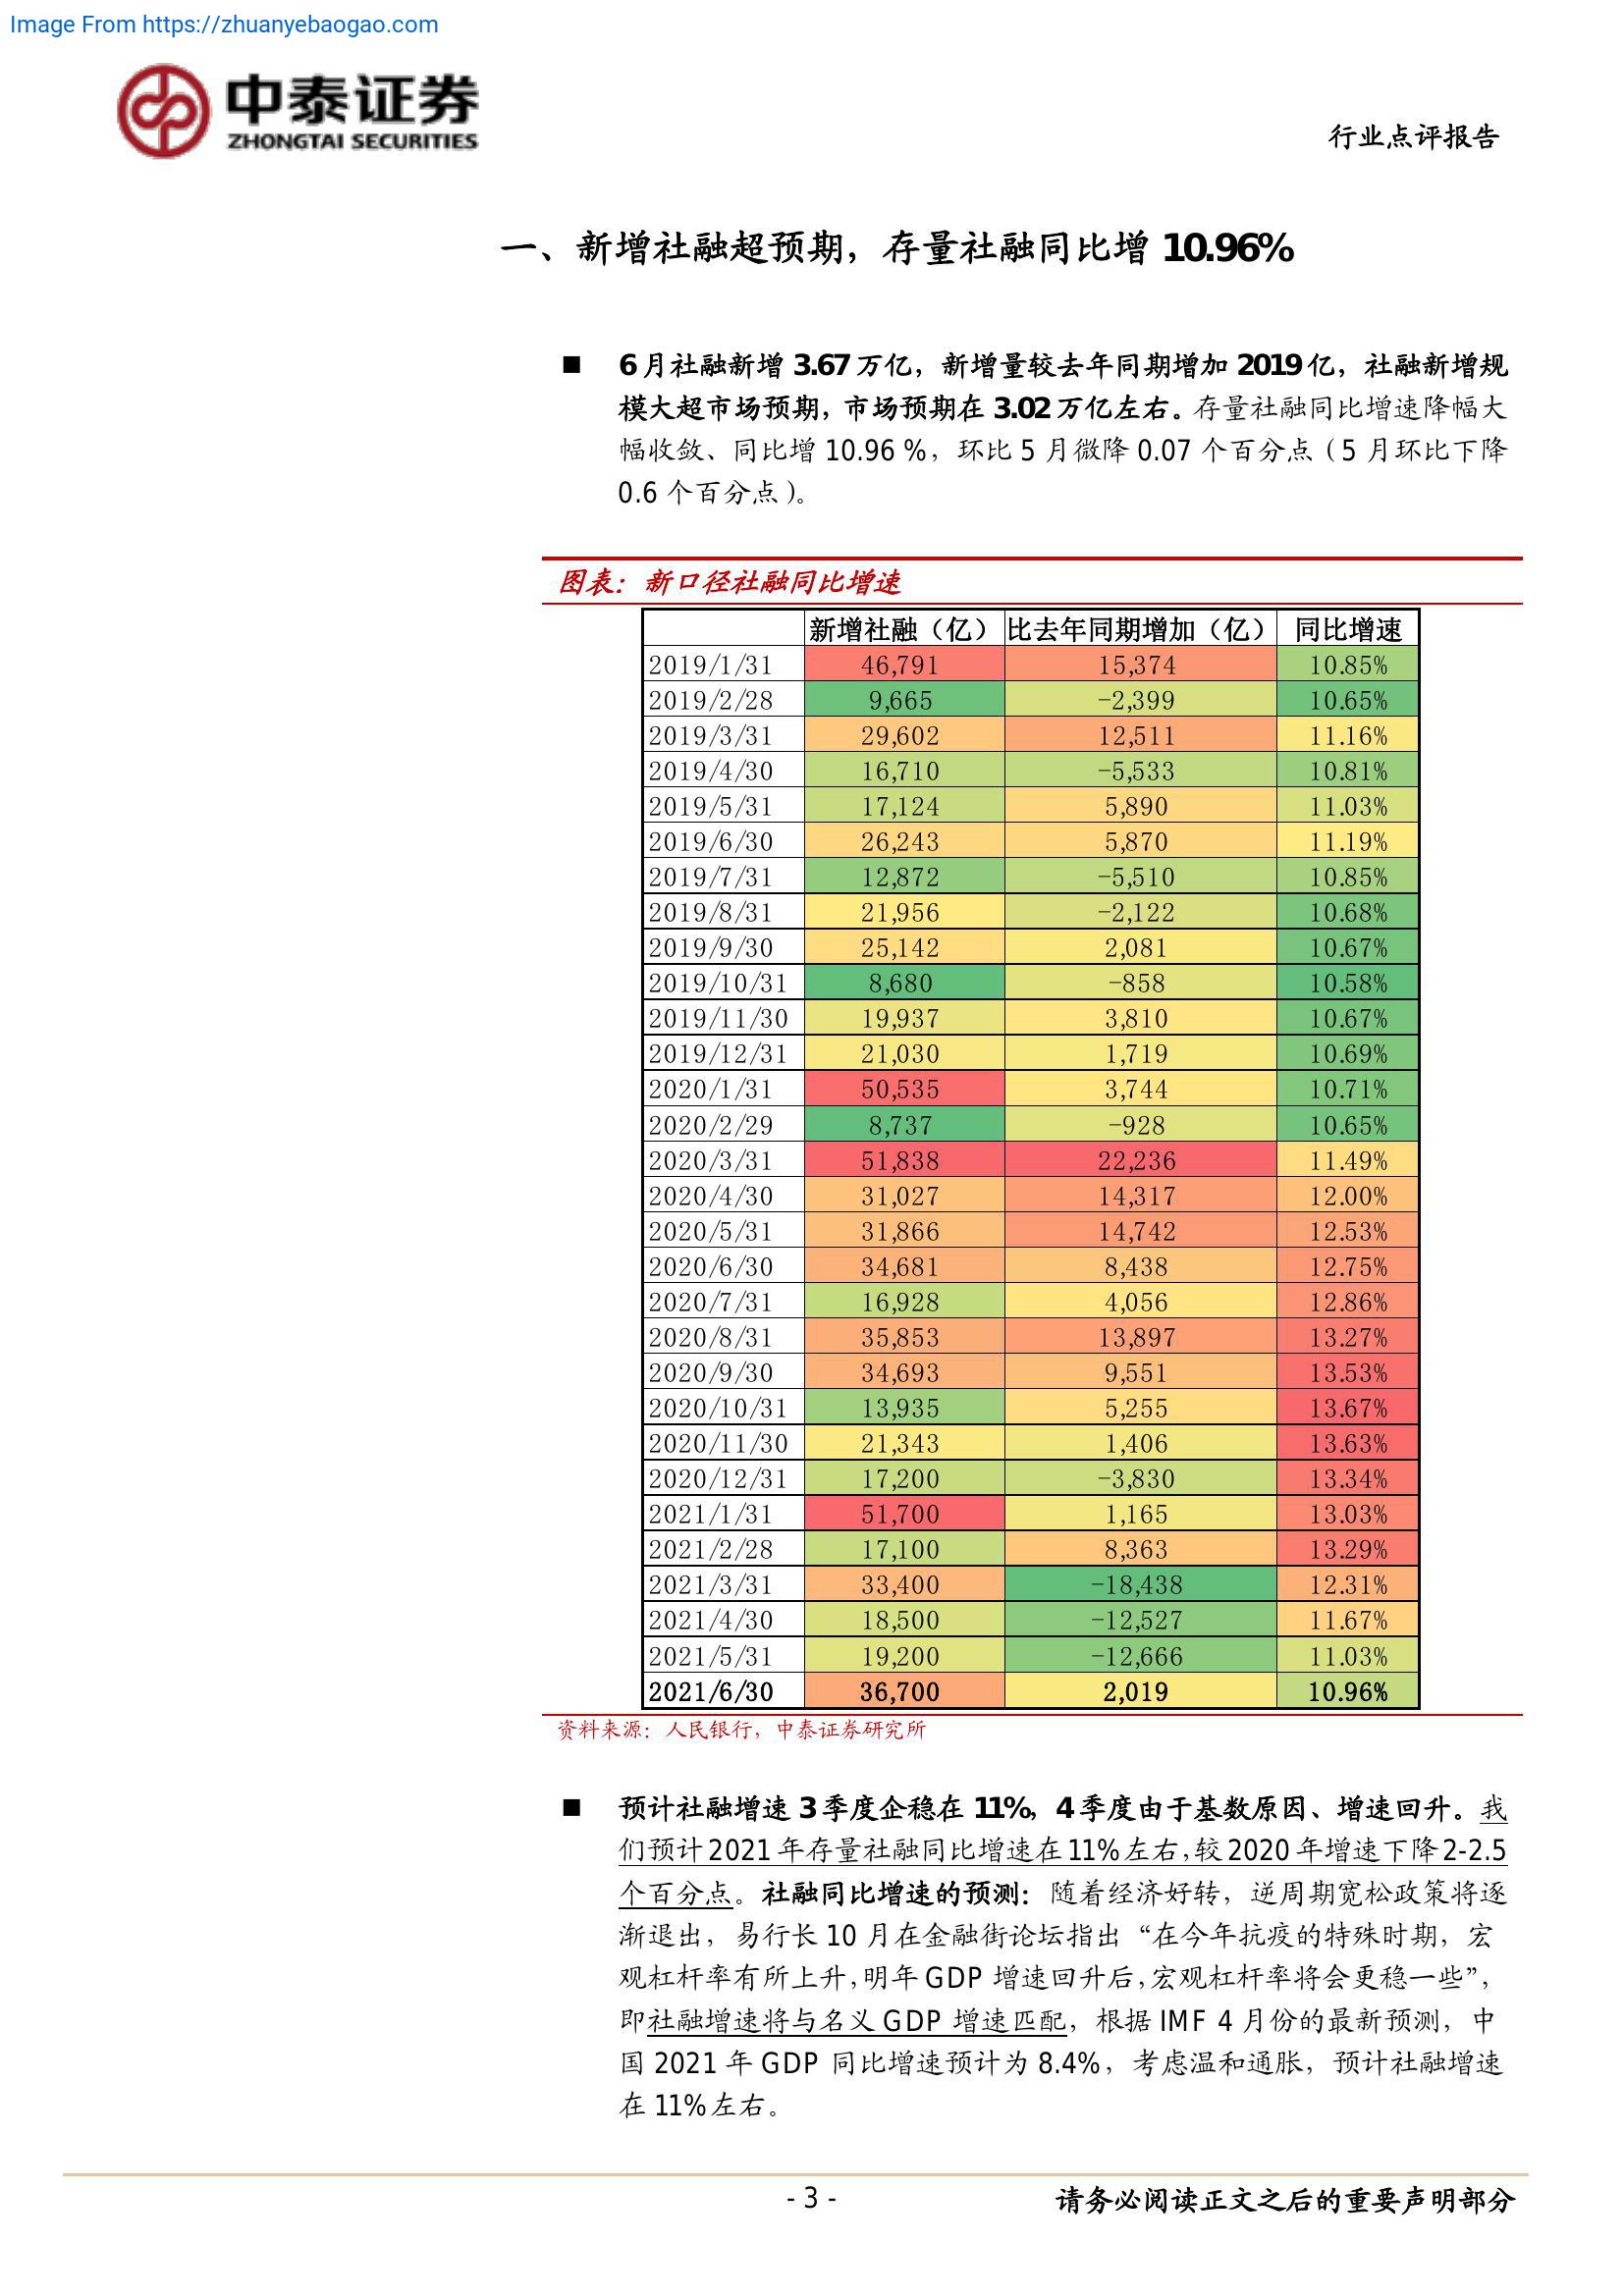 Image From https://zhuanyebaogao.com
中泰证券
ZHONGTAI SECURITIES
行业点评报告
一、新增社融超预期，存量社融同比增 10.96%
■ 6 月社融新增 3.67 万亿，新增量较去年同期增加 2019 亿，社融新增规
模大超市场预期，市场预期在 3.02 万亿左右。存量社融同比增速降幅大
幅收敛、同比增 10.96 %，环比 5 月微降 0.07 个百分点（5 月环比下降
0.6 个百分点）。
图表：新口径社融同比增速
新增社融（亿） 比去年同期增加（亿） 同比增速
2019/1/31 46,791 15,374 10.85%
2019/2/28 9,665 -2,399 10.65%
2019/3/31 29,602 12,511 11.16%
2019/4/30 16,710 -5,533 10.81%
2019/5/31 17,124 5,890 11.03%
2019/6/30 26,243 5,870 11.19%
2019/7/31 12,872 -5,510 10.85%
2019/8/31 21,956 -2,122 10.68%
2019/9/30 25,142 2,081 10.67%
2019/10/31 8,680 -858 10.58%
2019/11/30 19,937 3,810 10.67%
2019/12/31 21,030 1,719 10.69%
2020/1/31 50,535 3,744 10.71%
2020/2/29 8,737 -928 10.65%
2020/3/31 51,838 22,236 11.49%
2020/4/30 31,027 14,317 12.00%
2020/5/31 31,866 14,742 12.53%
2020/6/30 34,681 8,438 12.75%
2020/7/31 16,928 4,056 12.86%
2020/8/31 35,853 13,897 13.27%
2020/9/30 34,693 9,551 13.53%
2020/10/31 13,935 5,255 13.67%
2020/11/30 21,343 1,406 13.63%
2020/12/31 17,200 -3,830 13.34%
2021/1/31 51,700 1,165 13.03%
2021/2/28 17,100 8,363 13.29%
2021/3/31 33,400 -18,438 12.31%
2021/4/30 18,500 -12,527 11.67%
2021/5/31 19,200 -12,666 11.03%
2021/6/30 36,700 2,019 10.96%
资料来源：人民银行，中泰证券研究所
■ 预计社融增速 3 季度企稳在 11%，4 季度由于基数原因、增速回升。我
们预计 2021 年存量社融同比增速在 11%左右，较 2020 年增速下降 2-2.5
个百分点。社融同比增速的预测：随着经济好转，逆周期宽松政策将逐
渐退出，易行长 10 月在金融街论坛指出“在今年抗疫的特殊时期，宏
观杠杆率有所上升，明年 GDP 增速回升后，宏观杠杆率将会更稳一些”，
即社融增速将与名义 GDP 增速匹配，根据 IMF 4 月份的最新预测，中
国 2021 年 GDP 同比增速预计为 8.4%，考虑温和通胀，预计社融增速
在 11%左右。
- 3 -
请务必阅读正文之后的重要声明部分